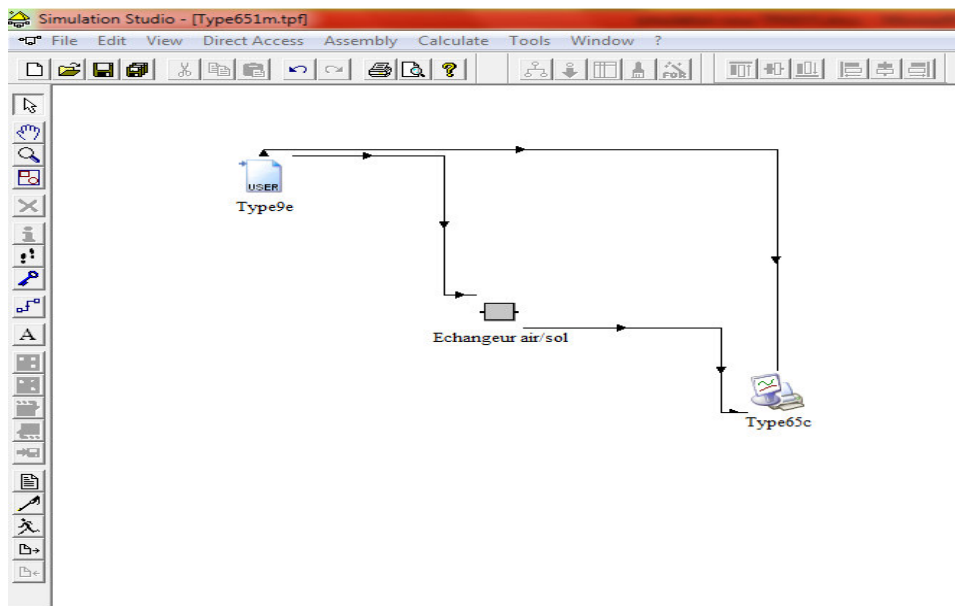 Simulation Studio - [Type651m.tpf]
File Edit View Direct Access Assembly Calculate Tools Window ?
FOR
A
USER
Type9e
Echangeur air/sol
Type65c